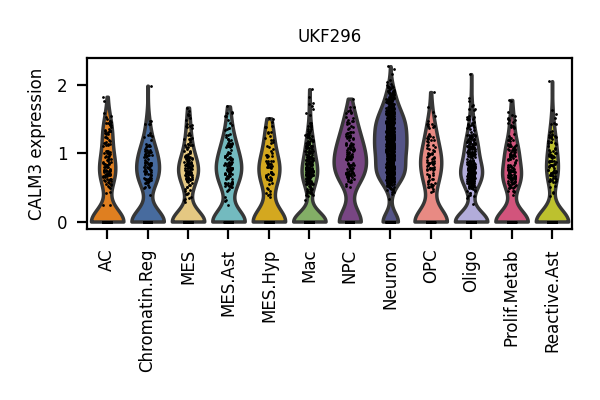 UKF296
CALM3 expression
2
1
0
AC
Chromatin.Reg
MES
MES.Ast
MES.Hyp
Mac
NPC
Neuron
OPC
Oligo
Prolif.Metab
Reactive.Ast